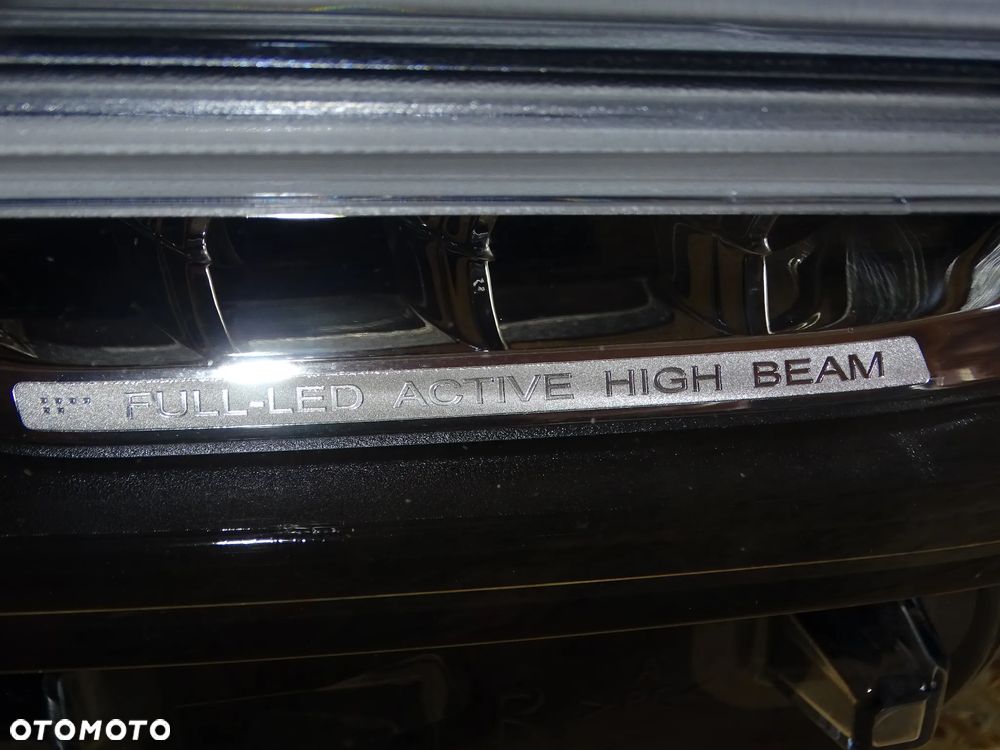 FULL-LED ACTIVE HIGH BEAM
OTOMOTO